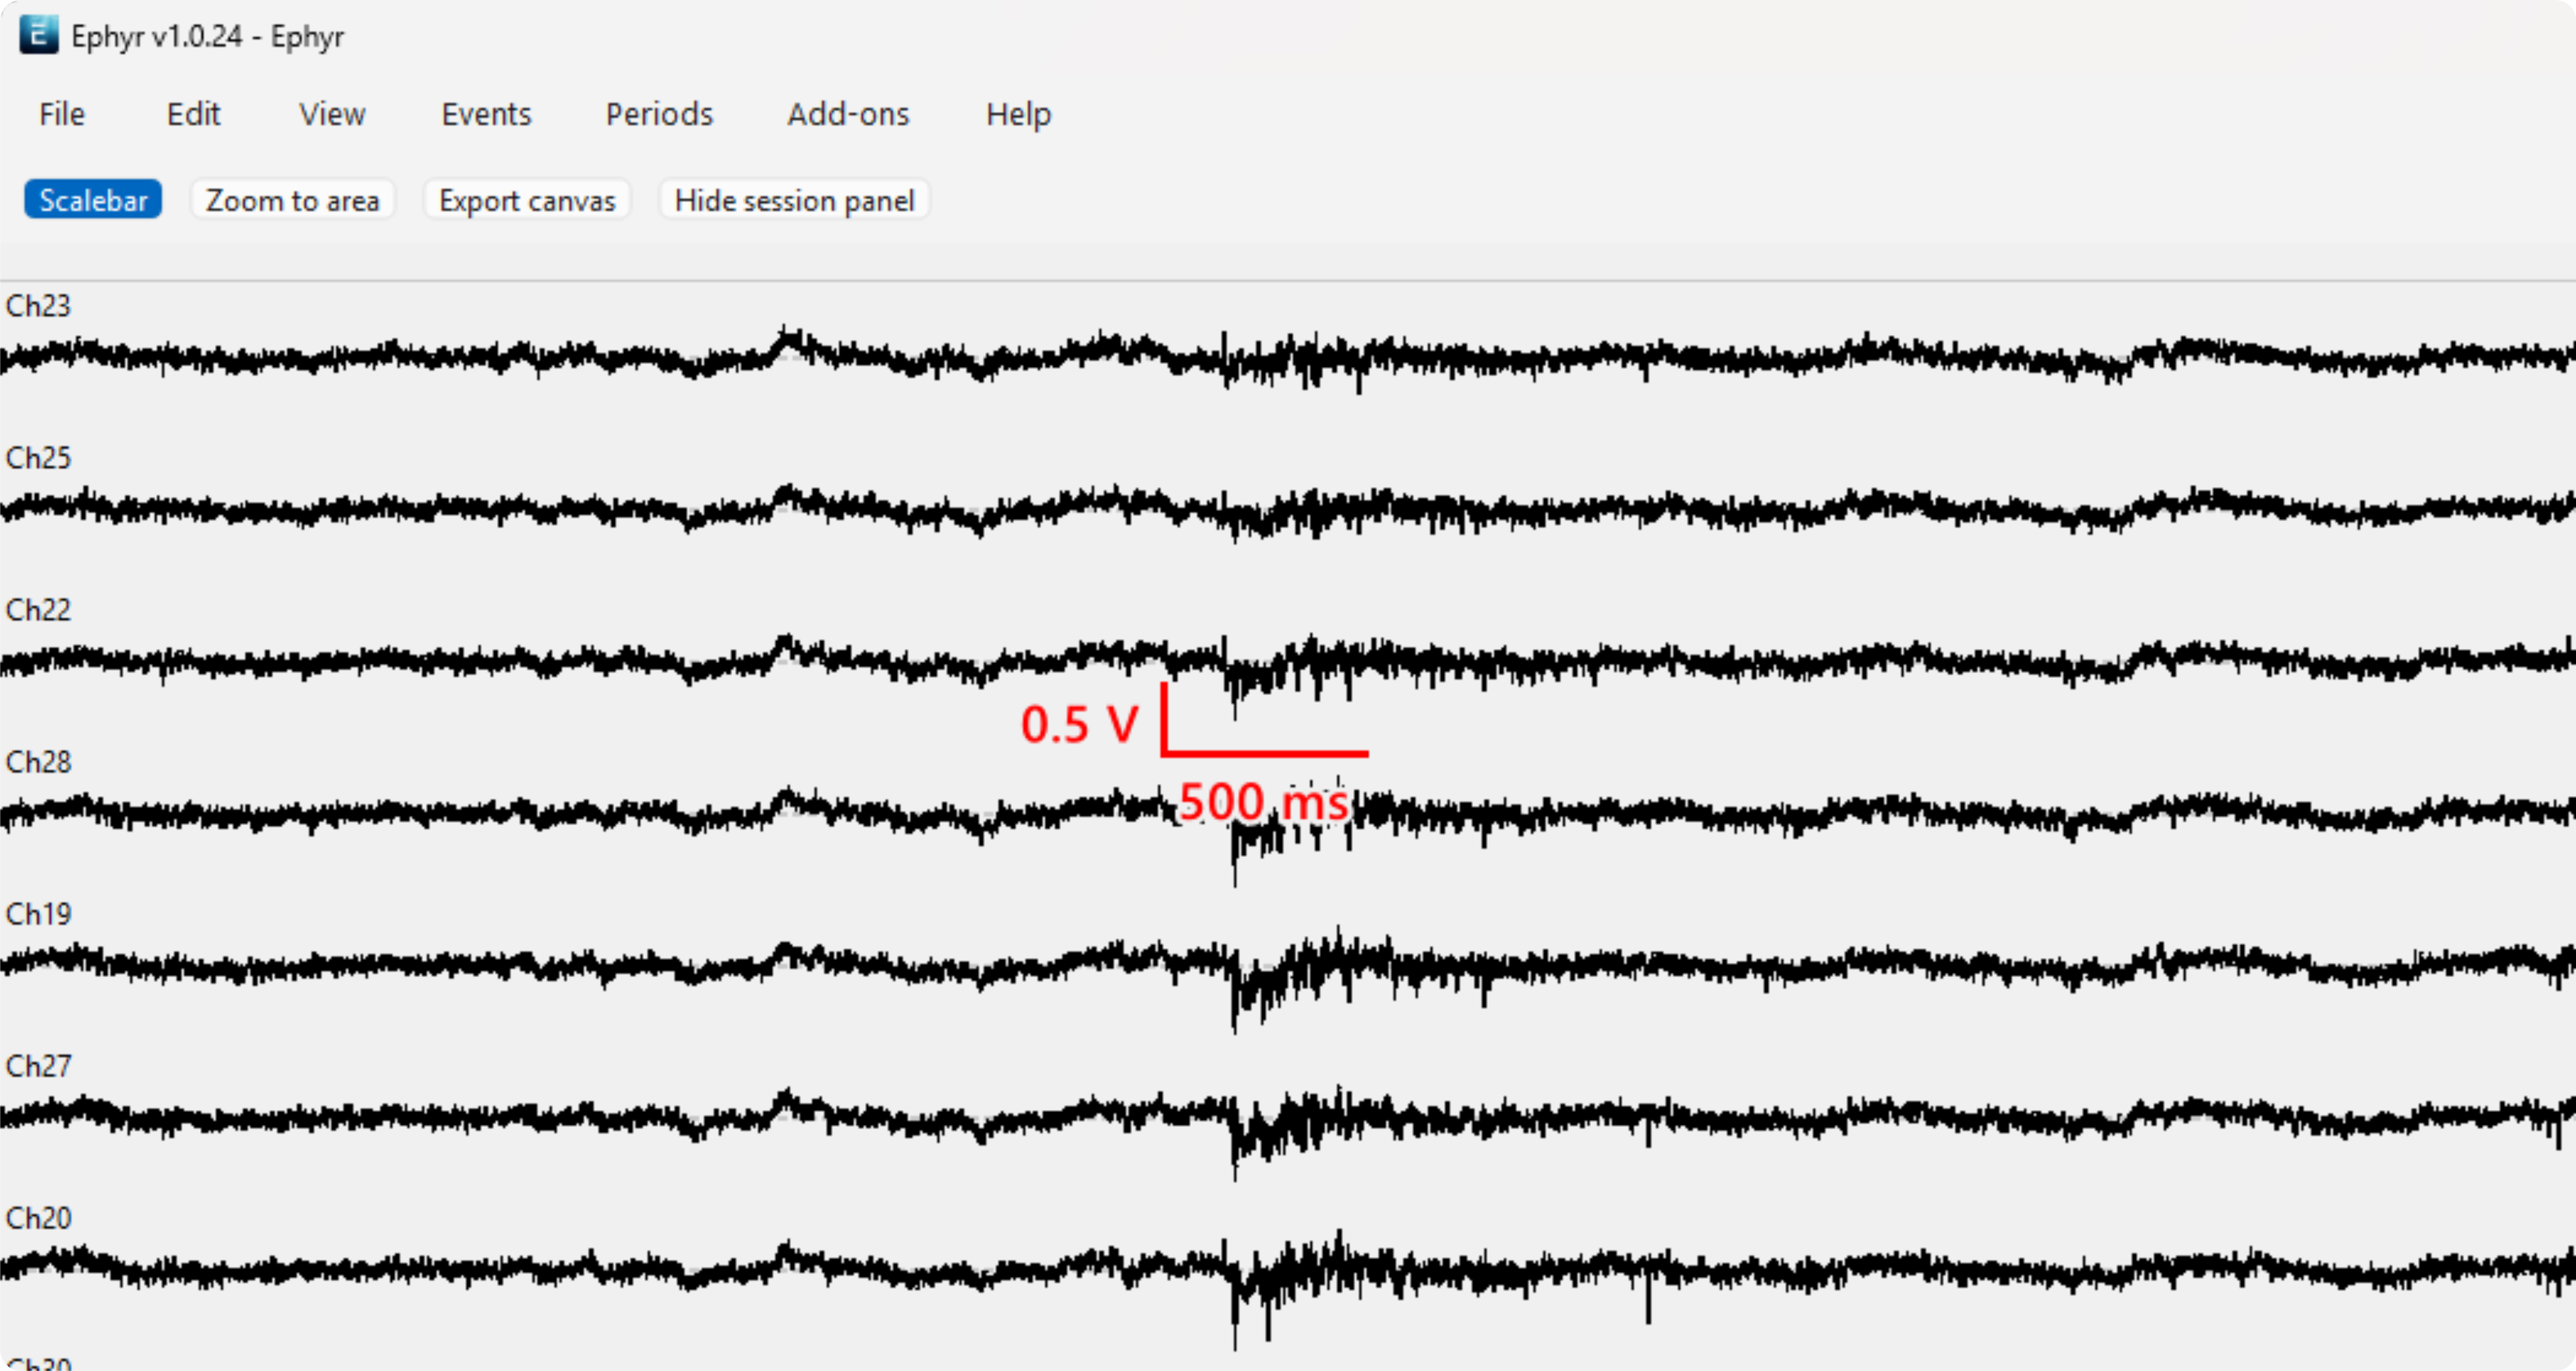 Ephyr v1.0.24 - Ephyr
File Edit View Events Periods Add-ons Help
Scalebar Zoom to area Export canvas Hide session panel
Ch23
Ch25
Ch22
0.5 V
Ch28
500 ms
Ch19
Ch27
Ch20